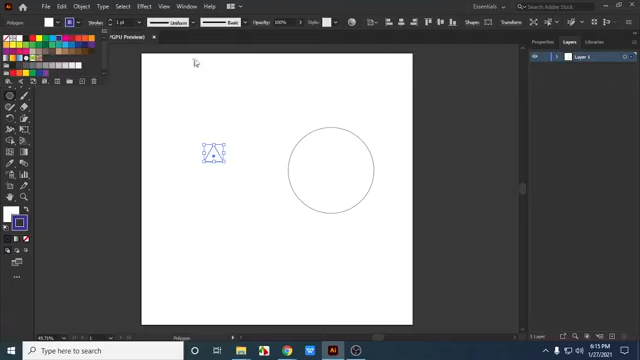 File Edit Object Type Select Effect View Window Help
Essentials
Search Adobe Stock
Polygon
Stroke: 1 pt Uniform Basic Opacity: 100% Style:
Shape: Transform
GPU Preview)
Properties Layers Libraries
Layer 1
45.71% 1 Polygon
1 Layer
Type here to search
6:15 PM
1/27/2021